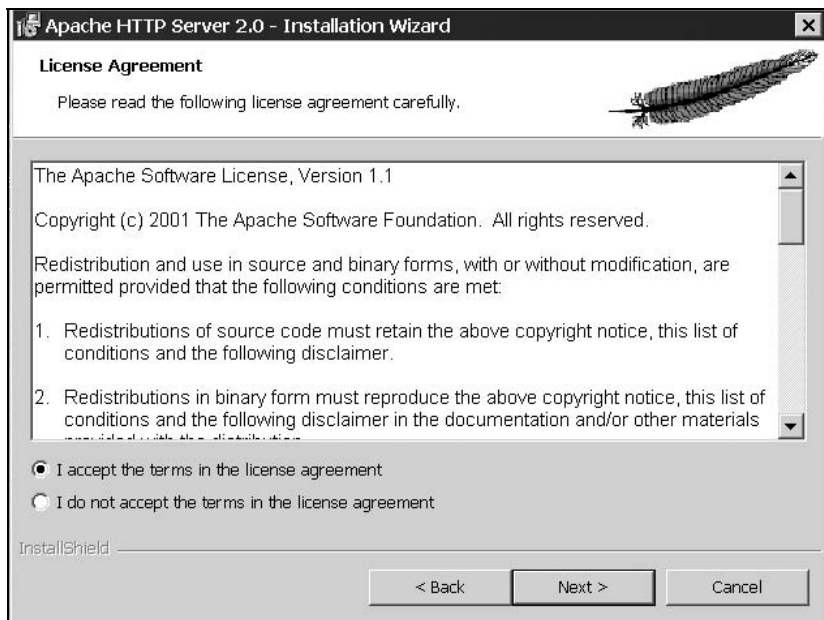 Apache HTTP Server 2.0 - Installation Wizard
License Agreement
Please read the following license agreement carefully.
The Apache Software License, Version 1.1
Copyright (c) 2001 The Apache Software Foundation.  All rights reserved.
Redistribution and use in source and binary forms, with or without modification, are
permitted provided that the following conditions are met:
1. Redistributions of source code must retain the above copyright notice, this list of
conditions and the following disclaimer.
2. Redistributions in binary form must reproduce the above copyright notice, this list of
conditions and the following disclaimer in the documentation and/or other materials
provided with the distribution
I accept the terms in the license agreement
I do not accept the terms in the license agreement
InstallShield
< Back Next > Cancel